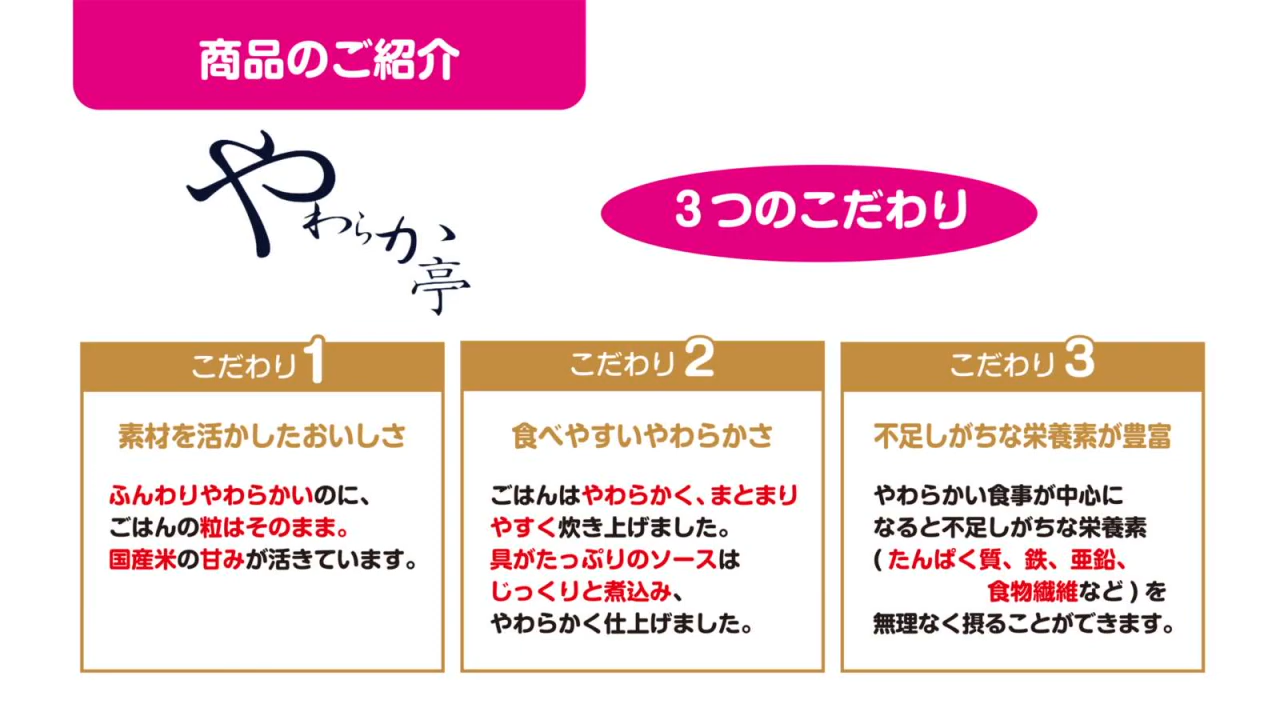 商品のご紹介
やわらか亭
3つのこだわり
こだわり1
素材を活かしたおいしさ
ふんわりやわらかいのに、
ごはんの粒はそのまま。
国産米の甘みが活きています。
こだわり2
食べやすいやわらかさ
ごはんはやわらかく、まとまり
やすく炊き上げました。
具がたっぷりのソースは
じっくりと煮込み、
やわらかく仕上げました。
こだわり3
不足しがちな栄養素が豊富
やわらかい食事が中心に
なると不足しがちな栄養素
(たんぱく質、鉄、亜鉛、
食物繊維など)を
無理なく摂ることができます。